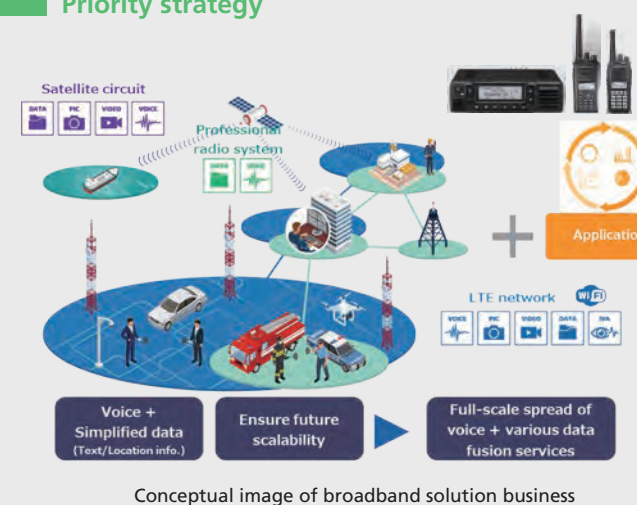 Priority strategy
Satellite circuit
DATA PIC VIDEO VOICE
Professional
radio system
DATA VOICE
Application
LTE network WiFi
VOICE PIC VIDEO DATA IVA
Voice +
Simplified data
(Text/Location info.)
Ensure future
scalability
Full-scale spread of
voice + various data
fusion services
Conceptual image of broadband solution business